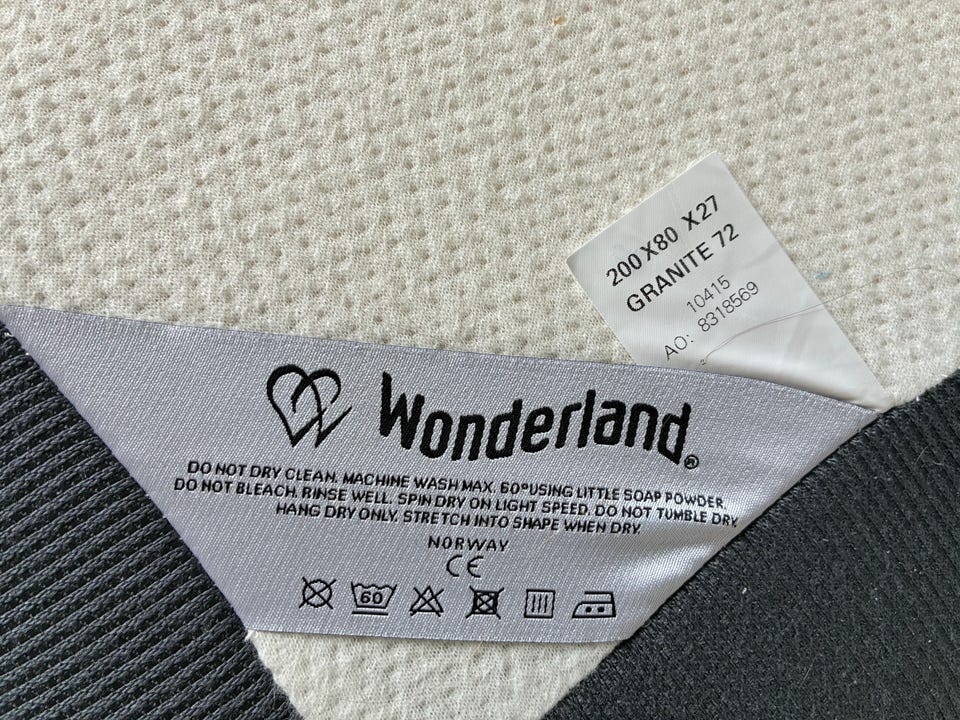 200X80 X27
GRANITE 72
10415
AO: 8318569
Wonderland®
DO NOT DRY CLEAN. MACHINE WASH MAX. 60° USING LITTLE SOAP POWDER.
DO NOT BLEACH. RINSE WELL. SPIN DRY ON LIGHT SPEED. DO NOT TUMBLE DRY.
HANG DRY ONLY. STRETCH INTO SHAPE WHEN DRY.
NORWAY
CE
60